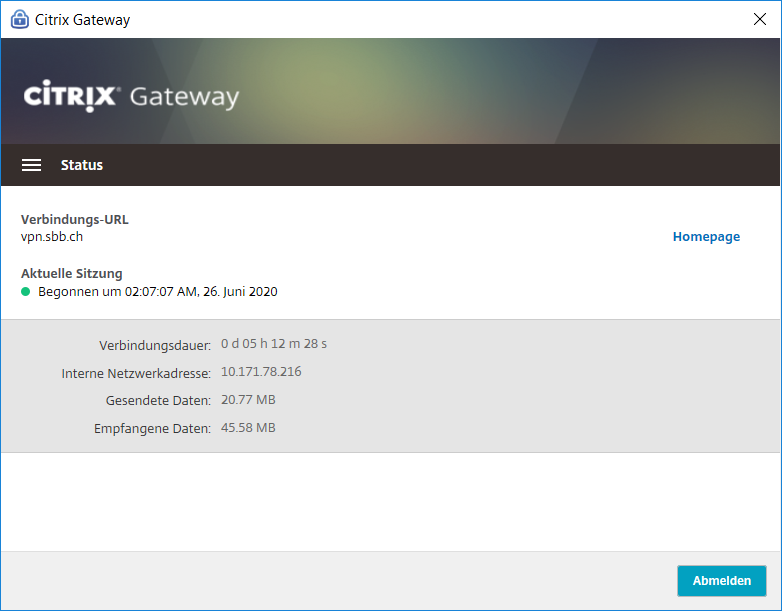 Citrix Gateway
CİTRIX® Gateway
Status
Verbindungs-URL
vpn.sbb.ch
Homepage
Aktuelle Sitzung
Begonnen um 02:07:07 AM, 26. Juni 2020
Verbindungsdauer: 0 d 05 h 12 m 28 s
Interne Netzwerkadresse: 10.171.78.216
Gesendete Daten: 20.77 MB
Empfangene Daten: 45.58 MB
Abmelden